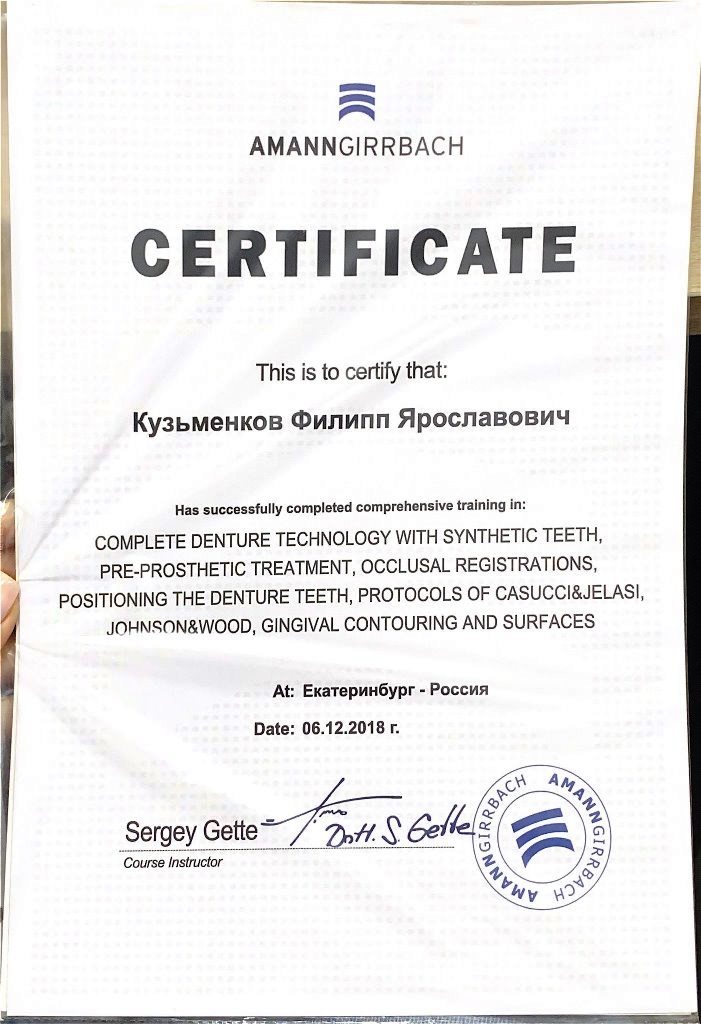 AMANNGIRRBACH
CERTIFICATE
This is to certify that:
Кузьменков Филипп Ярославович
Has successfully completed comprehensive training in:
COMPLETE DENTURE TECHNOLOGY WITH SYNTHETIC TEETH,
PRE-PROSTHETIC TREATMENT, OCCLUSAL REGISTRATIONS,
POSITIONING THE DENTURE TEETH, PROTOCOLS OF CASUCCI&JELASI,
JOHNSON&WOOD, GINGIVAL CONTOURING AND SURFACES
At: Екатеринбург - Россия
Date: 06.12.2018 г.
Sergey Gette
S. Gette
Course Instructor
AMANNGIRRBACH AMANNGIRRBACH